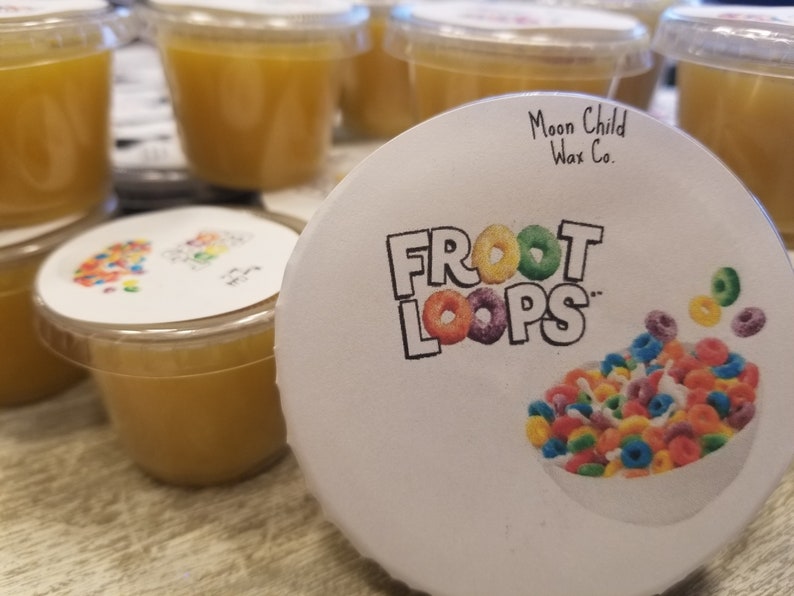 Moon Child
Wax Co.
FROOT
LOOPS